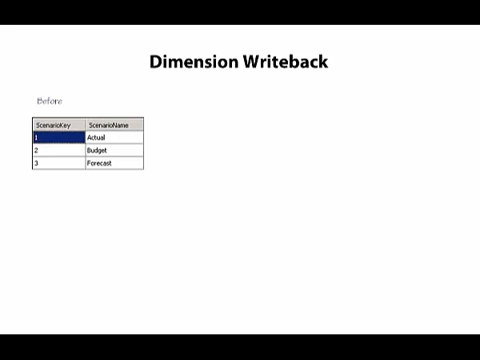 Dimension Writeback
Before
ScenarioKey ScenarioName
1 Actual
2 Budget
3 Forecast